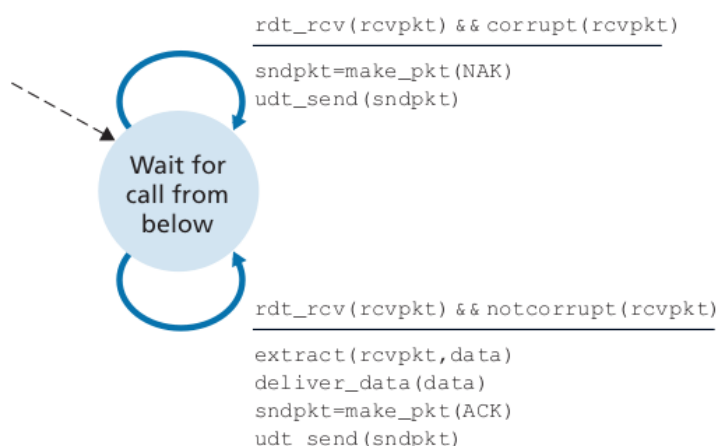 rdt_rcv(rcvpkt) && corrupt(rcvpkt)
sndpkt=make_pkt(NAK)
udt_send(sndpkt)
Wait for
call from
below
rdt_rcv(rcvpkt) && notcorrupt(rcvpkt)
extract(rcvpkt,data)
deliver_data(data)
sndpkt=make_pkt(ACK)
udt_send(sndpkt)